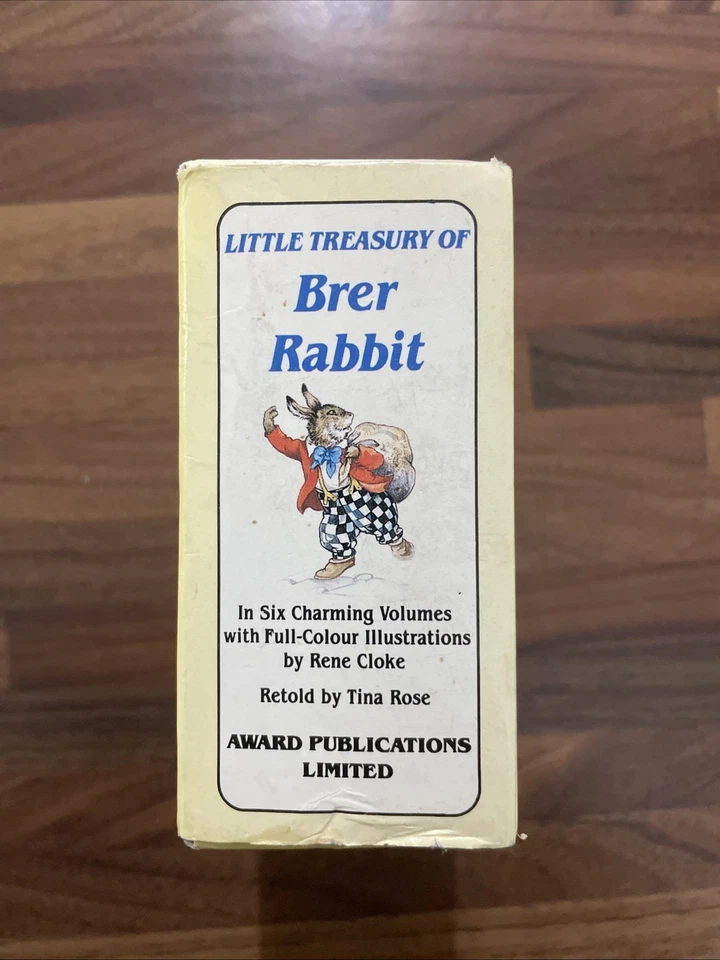 LITTLE TREASURY OF
Brer
Rabbit
In Six Charming Volumes
with Full-Colour Illustrations
by Rene Cloke
Retold by Tina Rose
AWARD PUBLICATIONS
LIMITED